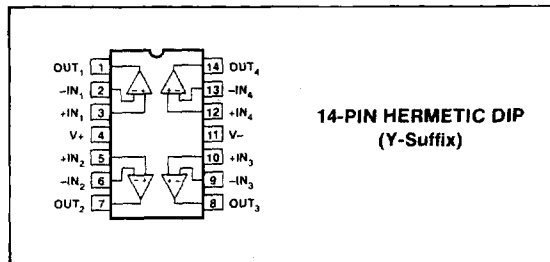 OUT1 1 14 OUT4
-IN1 2 13 -IN4
+IN1 3 12 +IN4
V+ 4 11 V-
+IN2 5 10 +IN3
-IN2 6 9 -IN3
OUT2 7 8 OUT3
14-PIN HERMETIC DIP
(Y-Suffix)